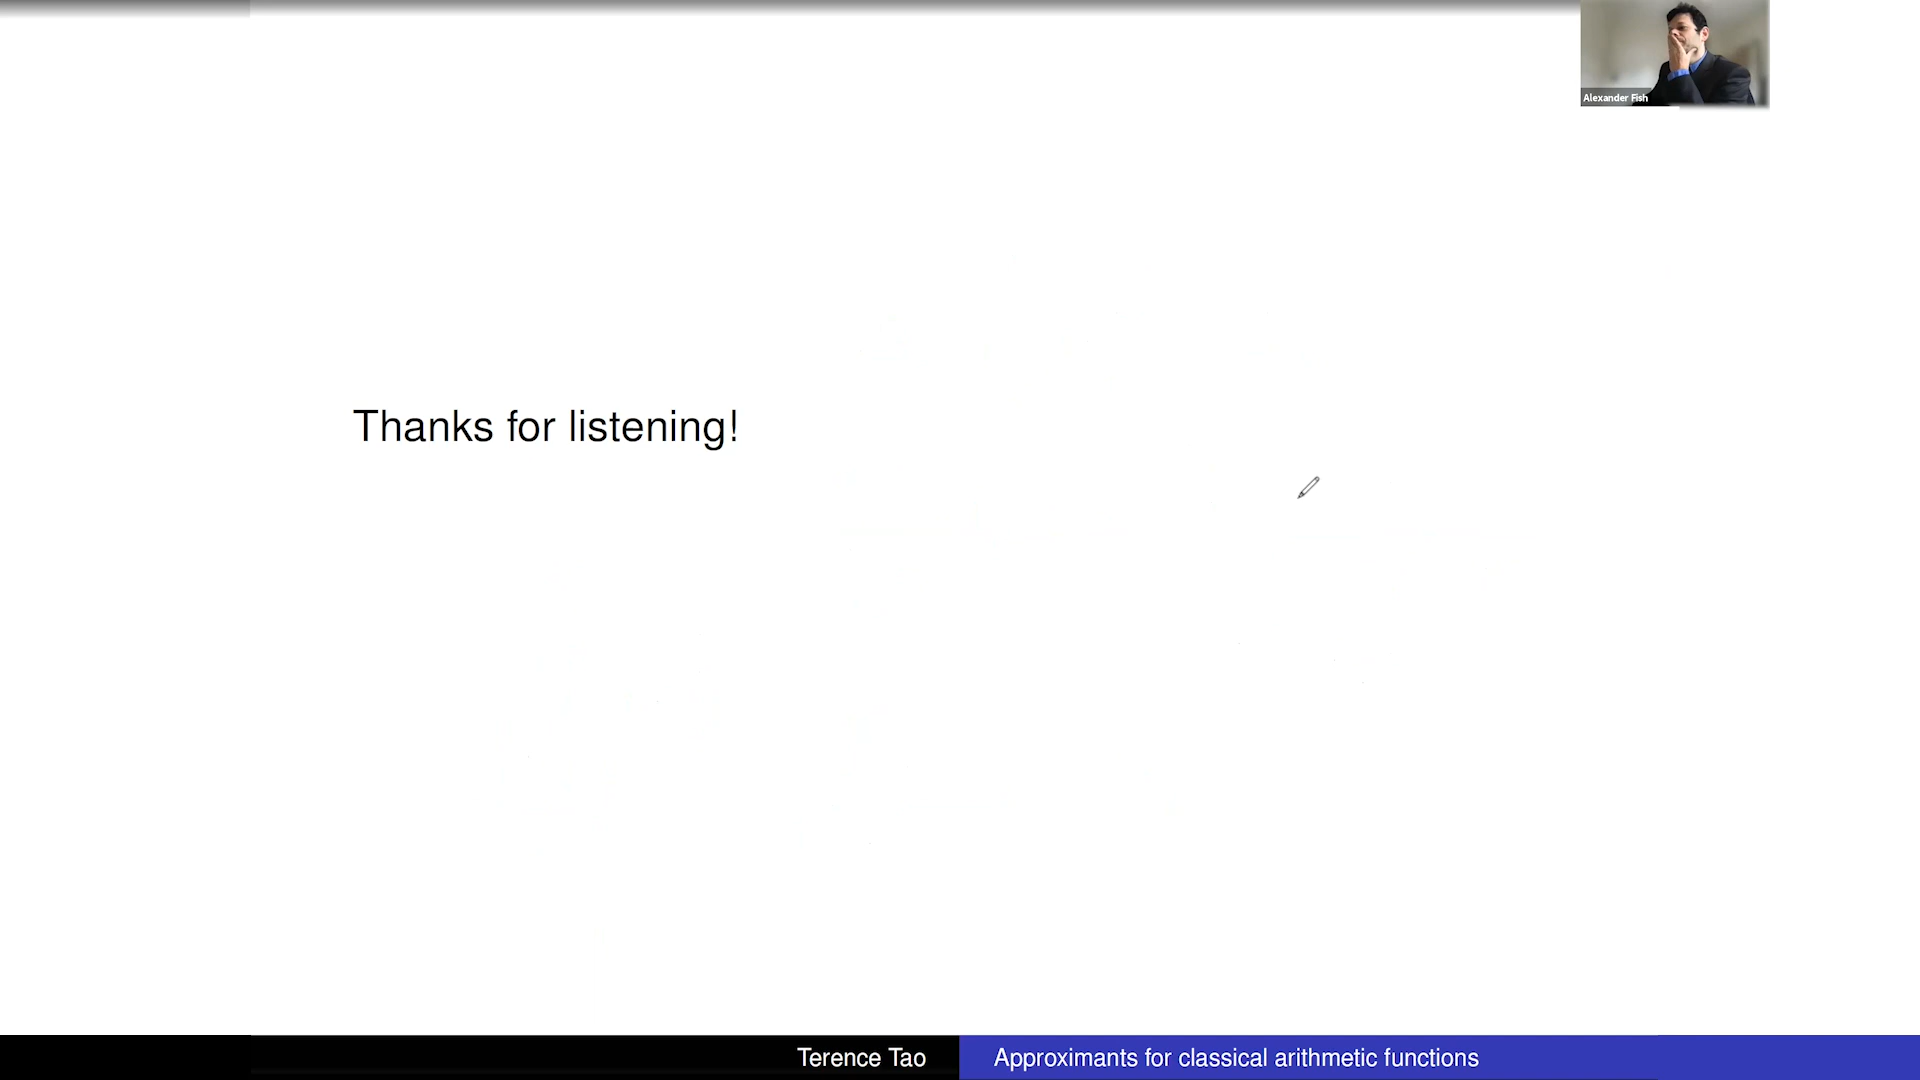 Alexander Fish
Thanks for listening!
Terence Tao
Approximants for classical arithmetic functions